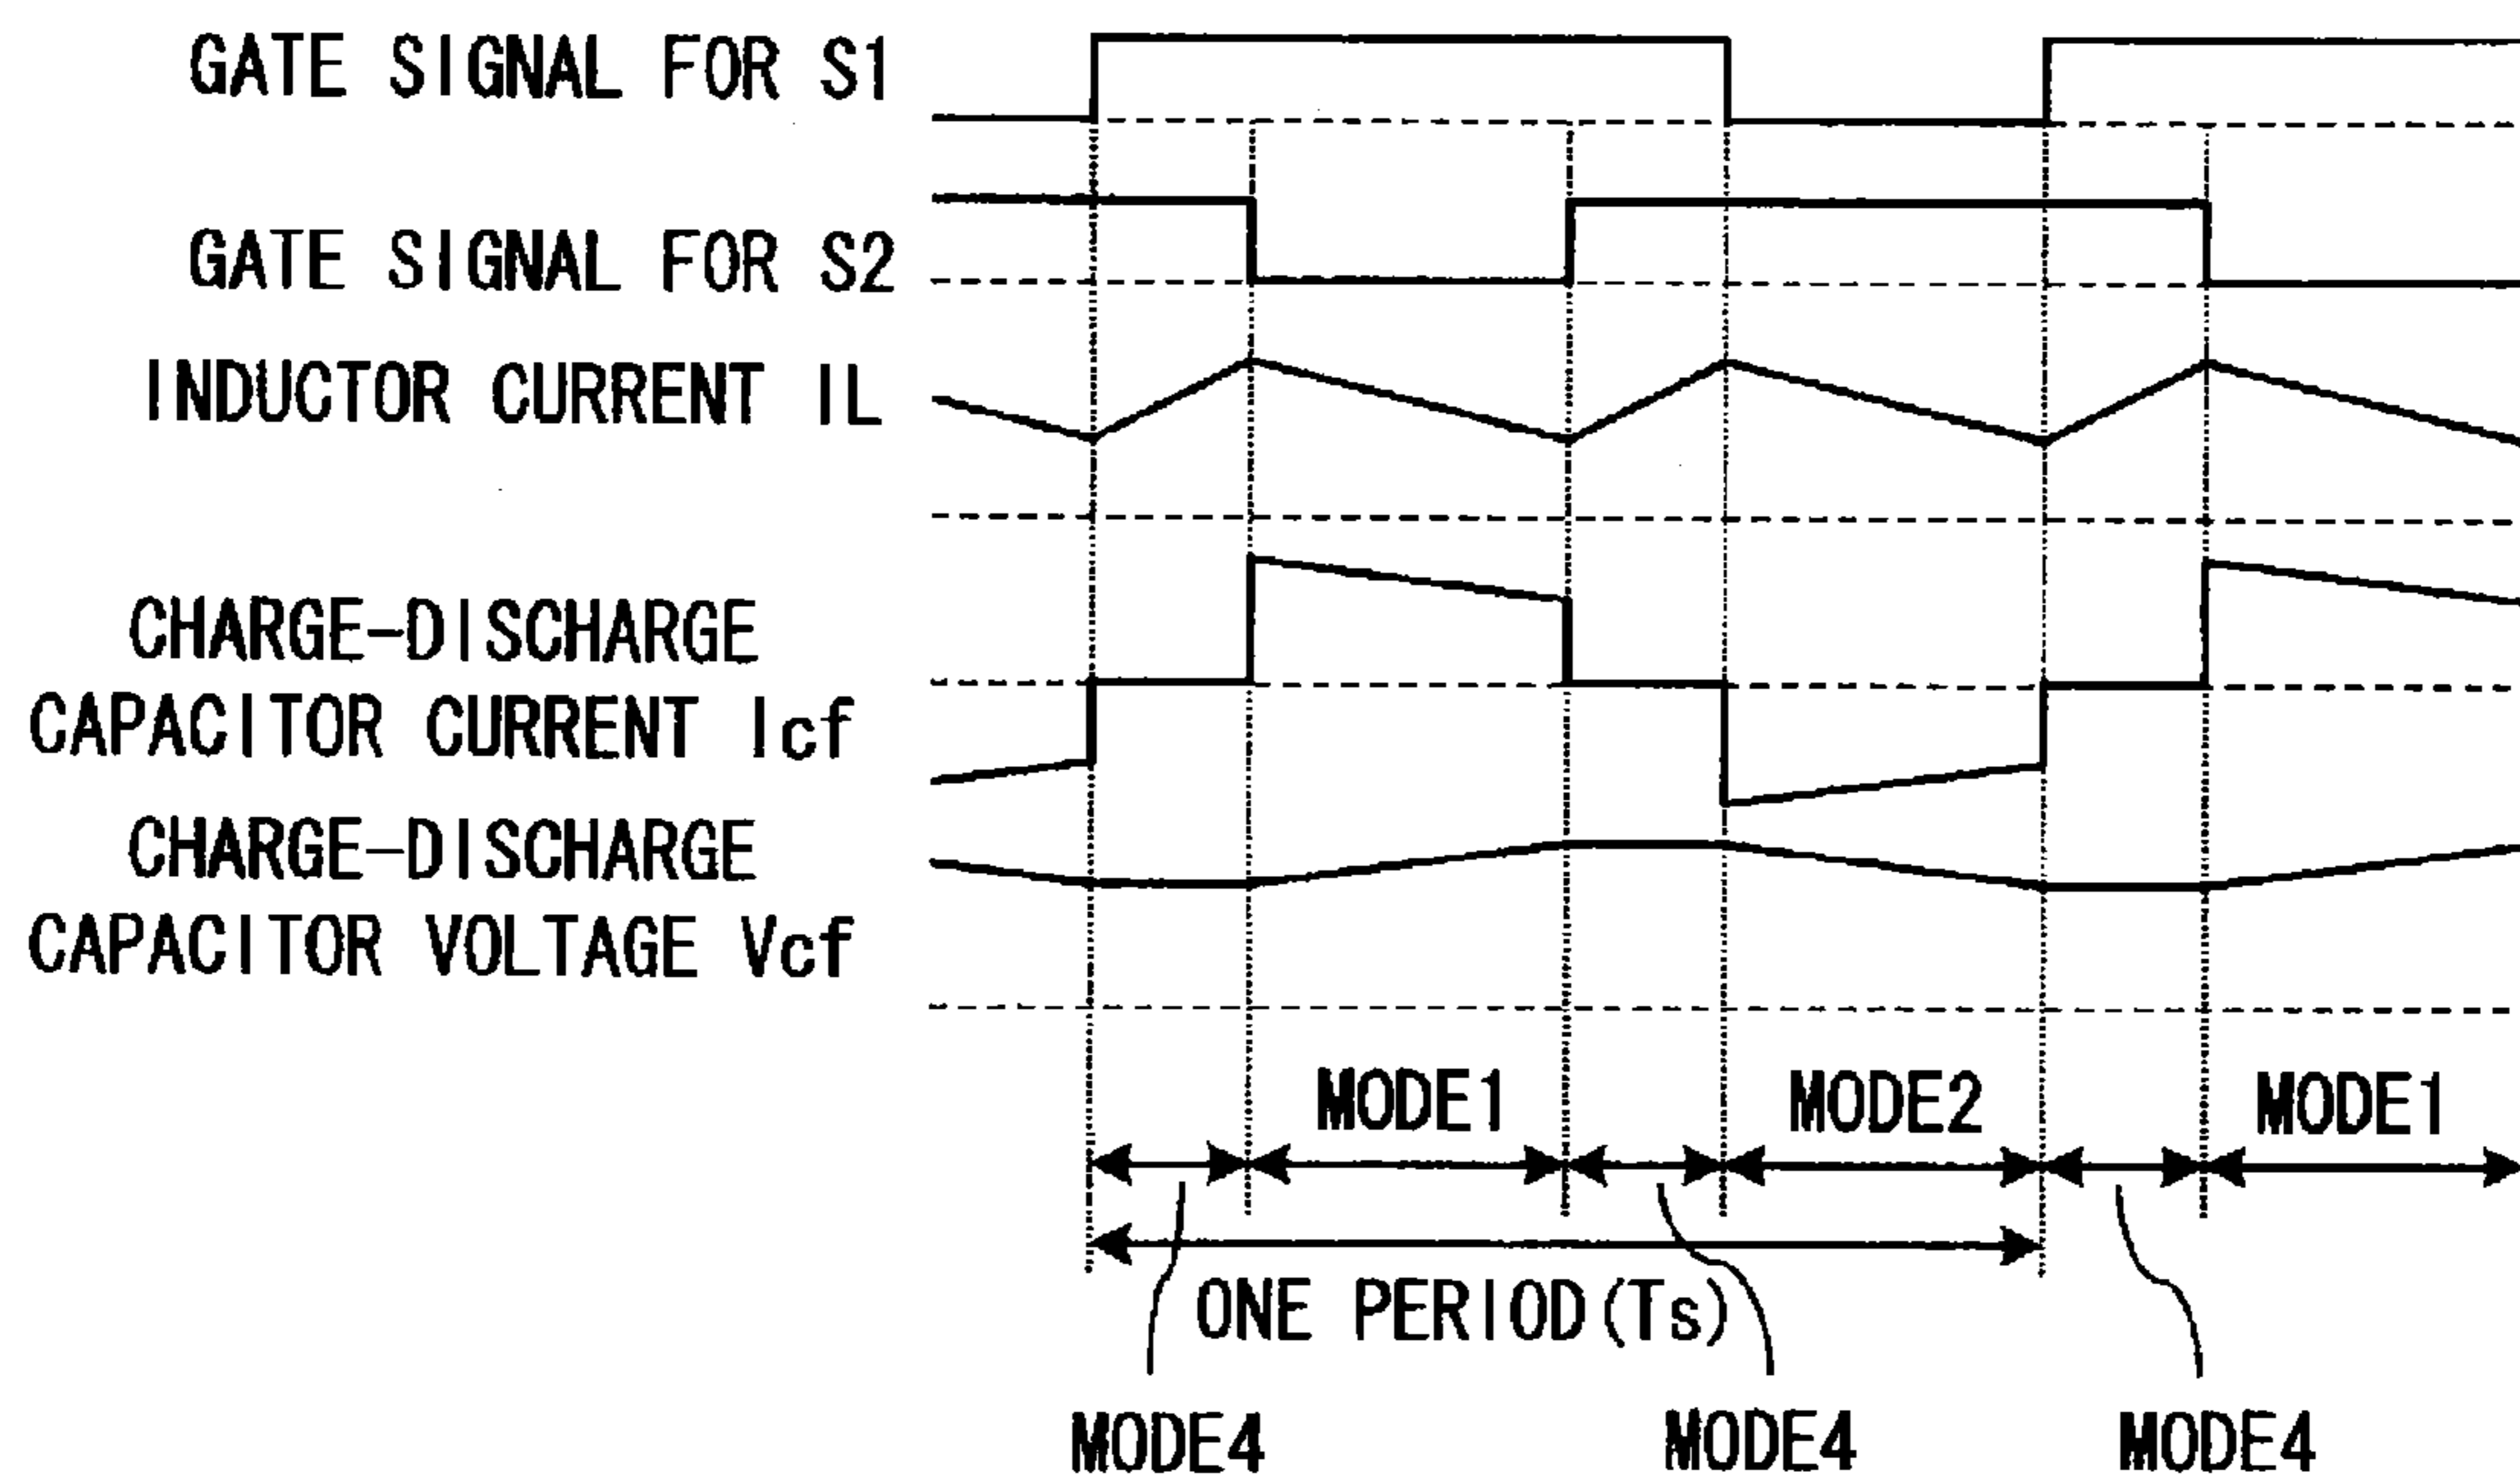 GATE SIGNAL FOR S1
GATE SIGNAL FOR S2
INDUCTOR CURRENT IL
CHARGE-DISCHARGE
CAPACITOR CURRENT Icf
CHARGE-DISCHARGE
CAPACITOR VOLTAGE Vcf
MODE1
MODE2
MODE1
ONE PERIOD(Ts)
MODE4
MODE4
MODE4